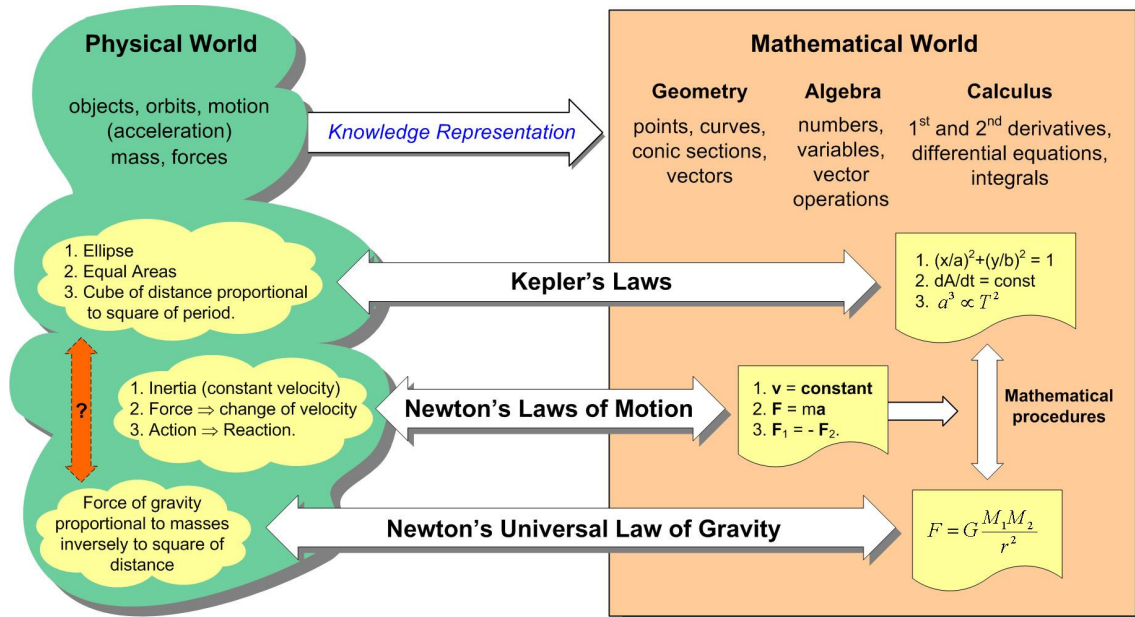 Physical World
objects, orbits, motion
(acceleration)
mass, forces
Knowledge Representation
Mathematical World
Geometry
points, curves,
conic sections,
vectors
Algebra
numbers,
variables,
vector
operations
Calculus
1st and 2nd derivatives,
differential equations,
integrals
1. Ellipse
2. Equal Areas
3. Cube of distance proportional
to square of period.
Kepler's Laws
1. (x/a)²+(y/b)² = 1
2. dA/dt = const
3. a³ ∝ T²
?
1. Inertia (constant velocity)
2. Force ⇒ change of velocity
3. Action ⇒ Reaction.
Newton's Laws of Motion
1. v = constant
2. F = ma
3. F₁ = - F₂.
Mathematical
procedures
Force of gravity
proportional to masses
inversely to square of
distance
Newton's Universal Law of Gravity
F = G M₁M₂ / r²